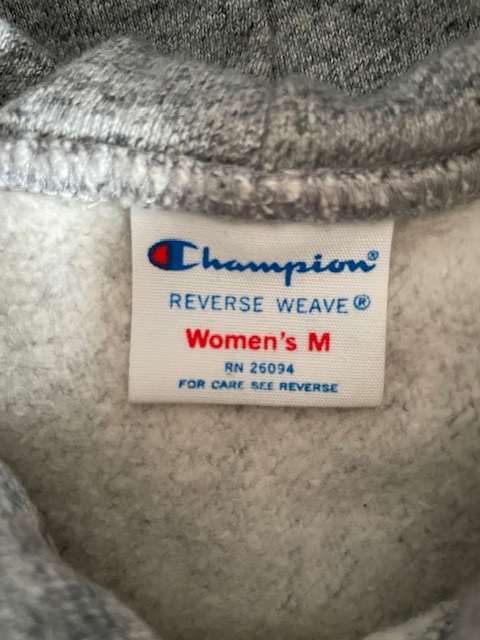 Champion®
REVERSE WEAVE®
Women's M
RN 26094
FOR CARE SEE REVERSE